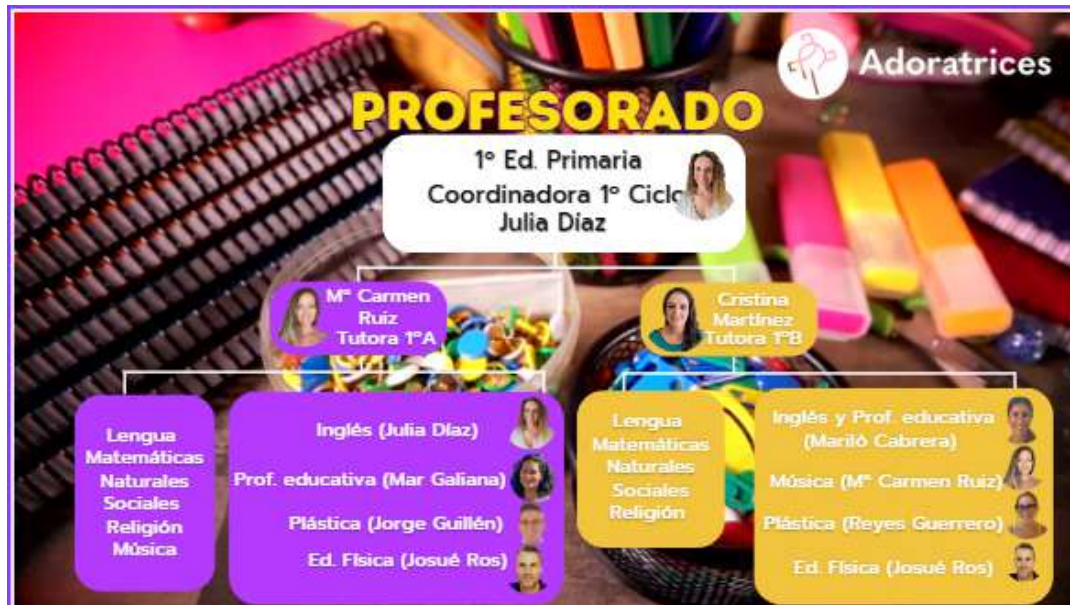 Adoratrices
PROFESORADO
1º Ed. Primaria
Coordinadora 1º Ciclo
Julia Díaz
Mª Carmen
Ruiz
Tutora 1ºA
Cristina
Martínez
Tutora 1ºB
Lengua
Matemáticas
Naturales
Sociales
Religión
Música
Inglés (Julia Díaz)
Prof. educativa (Mar Galiana)
Plástica (Jorge Guillén)
Ed. Física (Josué Ros)
Lengua
Matemáticas
Naturales
Sociales
Religión
Inglés y Prof. educativa
(Mariló Cabrera)
Música (Mª Carmen Ruiz)
Plástica (Reyes Guerrero)
Ed. Física (Josué Ros)